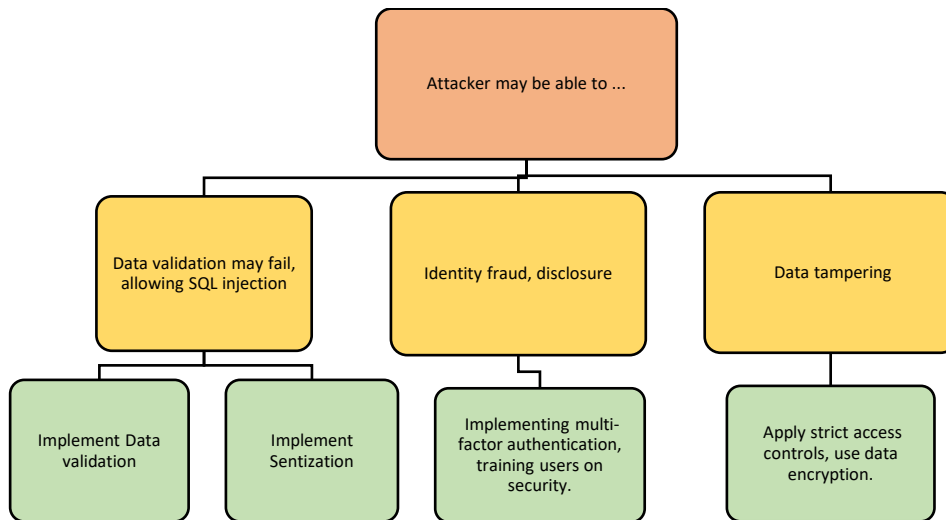 Attacker may be able to ...
Data validation may fail,
allowing SQL injection
Identity fraud, disclosure
Data tampering
Implement Data
validation
Implement
Sentization
Implementing multi-
factor authentication,
training users on
security.
Apply strict access
controls, use data
encryption.